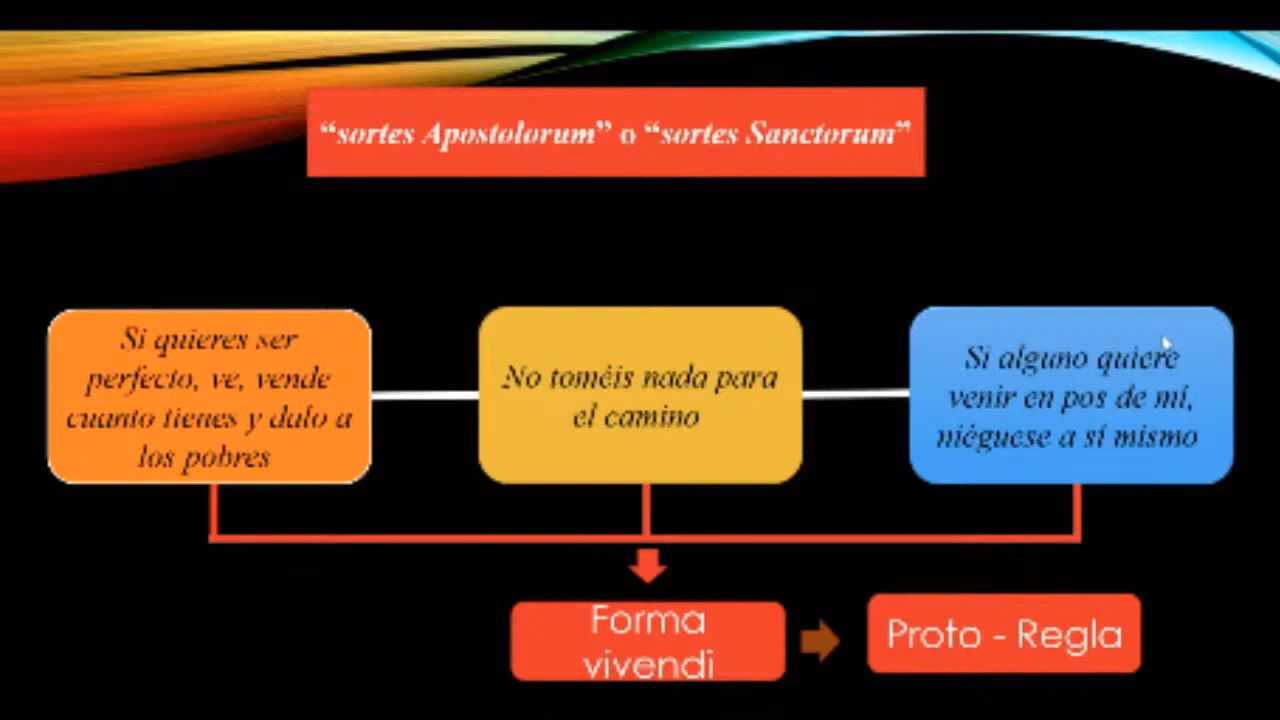 “sortes Apostolorum” o “sortes Sanctorum”
Si quieres ser
perfecto, ve, vende
cuanto tienes y dalo a
los pobres
No toméis nada para
el camino
Si alguno quiere
venir en pos de mí,
niéguese a sí mismo
Forma
vivendi
Proto - Regla